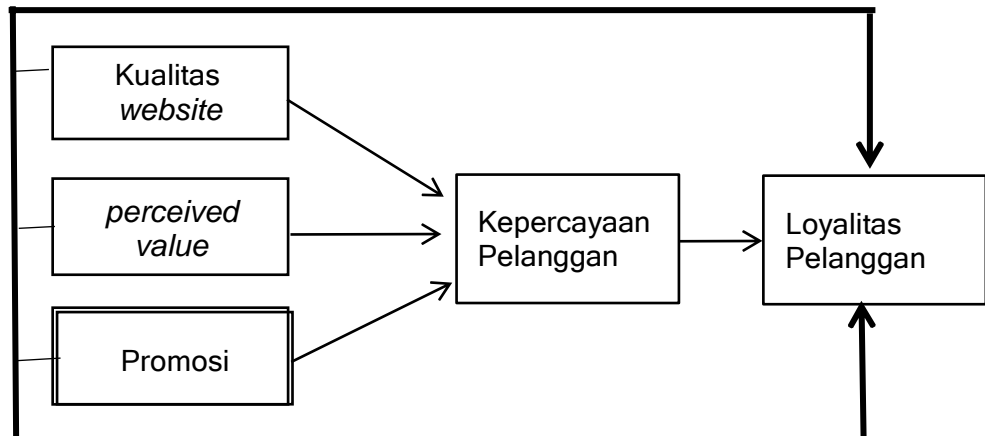 Kualitas
website
perceived
value
Promosi
Kepercayaan
Pelanggan
Loyalitas
Pelanggan